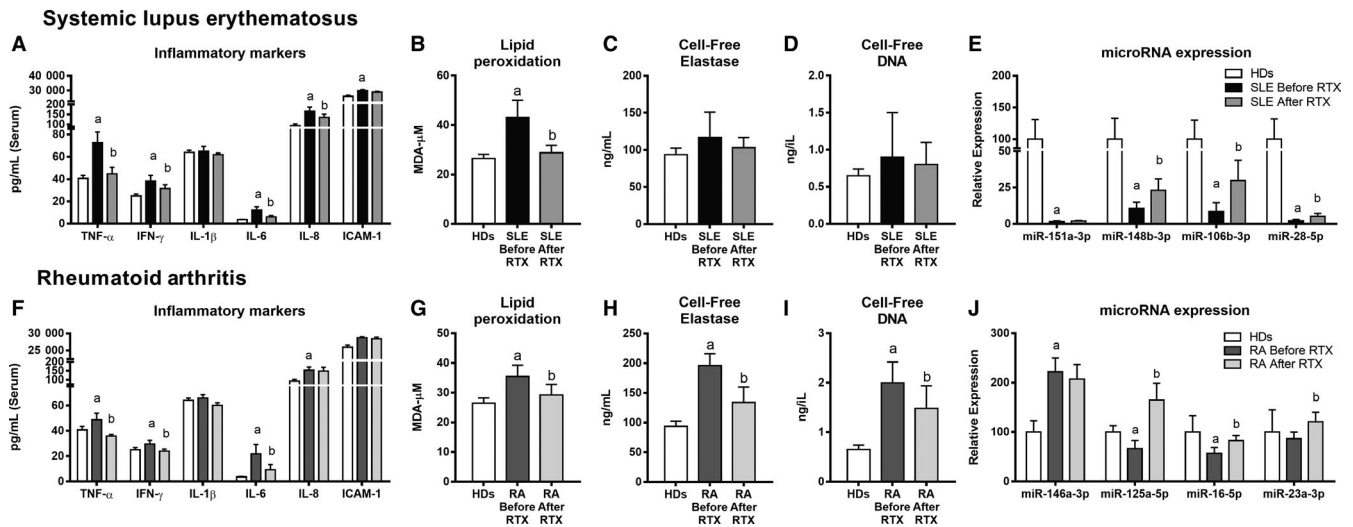 Systemic lupus erythematosus
A
Inflammatory markers
pg/mL (Serum)
30 000
20 000
200
150
100
80
60
40
20
0
a
b
a
b
a
b
a
b
a
TNF-α
IFN-γ
IL-1β
IL-6
IL-8
ICAM-1
B
Lipid
peroxidation
MDA-μM
60
40
20
0
a
b
HDs
SLE
Before
RTX
SLE
After
RTX
C
Cell-Free
Elastase
ng/mL
200
150
100
50
0
HDs
SLE
Before
RTX
SLE
After
RTX
D
Cell-Free
DNA
ng/iL
2.0
1.5
1.0
0.5
0.0
HDs
SLE
Before
RTX
SLE
After
RTX
E
microRNA expression
HDs
SLE Before RTX
SLE After RTX
Relative Expression
150
100
50
50
25
0
a
a
b
a
b
a
b
miR-151a-3p
miR-148b-3p
miR-106b-3p
miR-28-5p
Rheumatoid arthritis
F
Inflammatory markers
pg/mL (Serum)
30 000
25 000
200
150
100
80
60
40
20
0
a
b
a
b
a
b
a
TNF-α
IFN-γ
IL-1β
IL-6
IL-8
ICAM-1
G
Lipid
peroxidation
MDA-μM
60
40
20
0
a
b
HDs
RA
Before
RTX
RA
After
RTX
H
Cell-Free
Elastase
ng/mL
250
200
150
100
50
0
a
b
HDs
RA
Before
RTX
RA
After
RTX
I
Cell-Free
DNA
ng/iL
3
2
1
0
a
b
HDs
RA
Before
RTX
RA
After
RTX
J
microRNA expression
HDs
RA Before RTX
RA After RTX
Relative Expression
300
200
100
0
a
a
b
a
b
b
miR-146a-3p
miR-125a-5p
miR-16-5p
miR-23a-3p